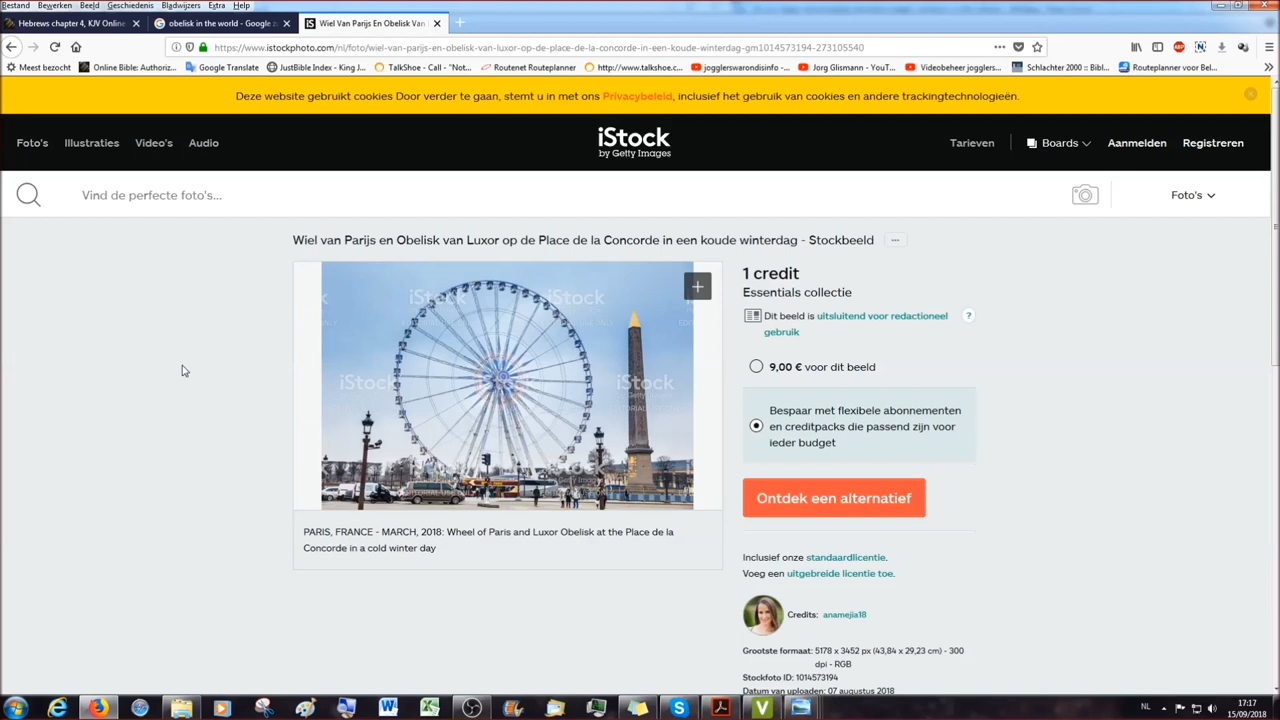 Bestand Bewerken Beeld Geschiedenis Bladwijzers Extra Help
Hebrews chapter 4, KJV Online
obelisk in the world - Google z
Wiel Van Parijs En Obelisk Van
https://www.istockphoto.com/nl/foto/wiel-van-parijs-en-obelisk-van-luxor-op-de-place-de-la-concorde-in-een-koude-winterdag-gm1014573194-273105540
Meest bezocht Online Bible: Authoriz... Google Translate JustBible Index - King J... TalkShoe - Call - "Not... Routenet Routeplanner http://www.talkshoe.c... jogglerswarondisinfo -... Jorg Glismann - YouT... Videobeheer jogglers... Schlachter 2000 :: Bibl... Routeplanner voor Bel...
Deze website gebruikt cookies Door verder te gaan, stemt u in met ons Privacybeleid, inclusief het gebruik van cookies en andere trackingtechnologieën.
Foto's Illustraties Video's Audio
iStock
by Getty Images
Tarieven Boards Aanmelden Registreren
Vind de perfecte foto's...
Foto's
Wiel van Parijs en Obelisk van Luxor op de Place de la Concorde in een koude winterdag - Stockbeeld
iStock iStock
iStock iStock iStock
PARIS, FRANCE - MARCH, 2018: Wheel of Paris and Luxor Obelisk at the Place de la
Concorde in a cold winter day
1 credit
Essentials collectie
Dit beeld is uitsluitend voor redactioneel
gebruik
?
9,00 € voor dit beeld
Bespaar met flexibele abonnementen
en creditpacks die passend zijn voor
ieder budget
Ontdek een alternatief
Inclusief onze standaardlicentie.
Voeg een uitgebreide licentie toe.
Credits: anamejia18
Grootste formaat: 5178 x 3452 px (43,84 x 29,23 cm) - 300
dpi - RGB
Stockfoto ID: 1014573194
Datum van uploaden: 07 augustus 2018
NL
17:17
15/09/2018